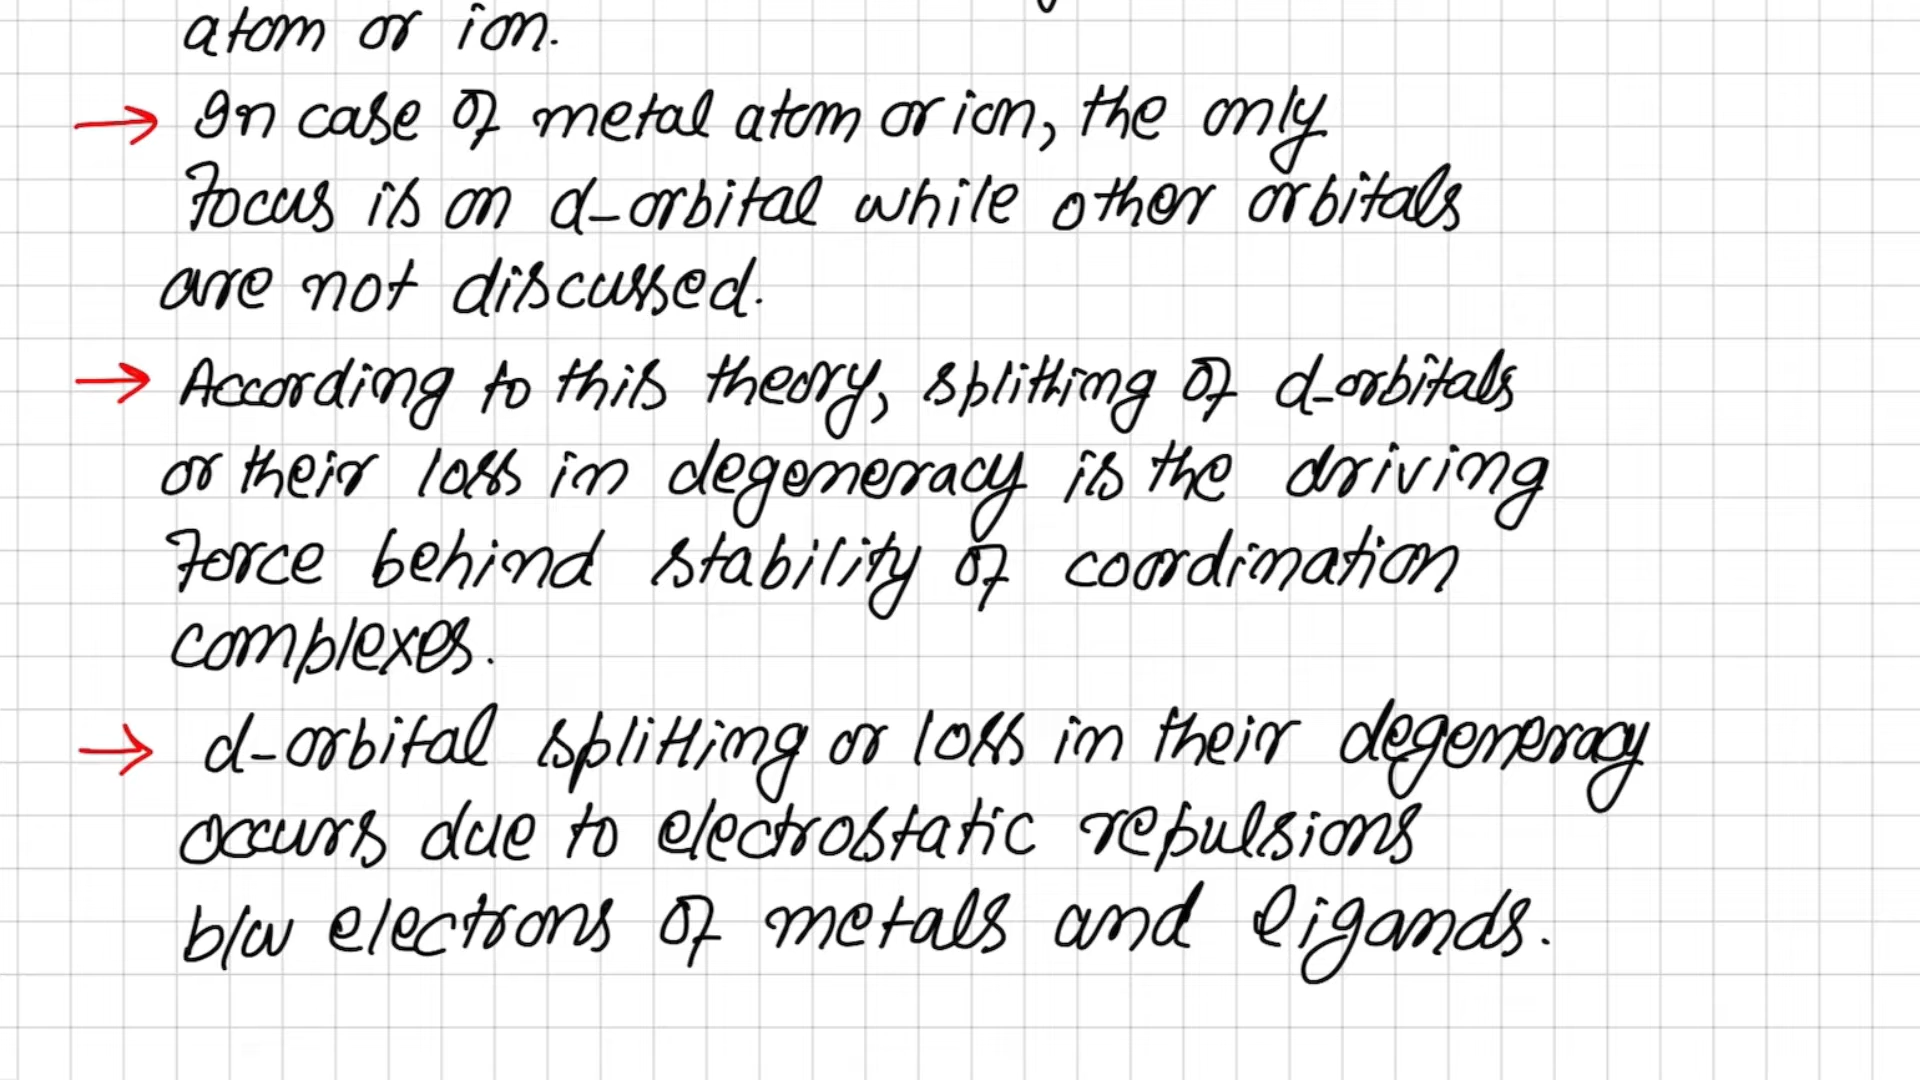 atom or ion.
→ In case of metal atom or ion, the only
focus is on d-orbital while other orbitals
are not discussed.
→ According to this theory, splitting of d-orbitals
or their loss in degeneracy is the driving
force behind stability of coordination
complexes.
→ d-orbital splitting or loss in their degeneracy
occurs due to electrostatic repulsions
b/w electrons of metals and ligands.